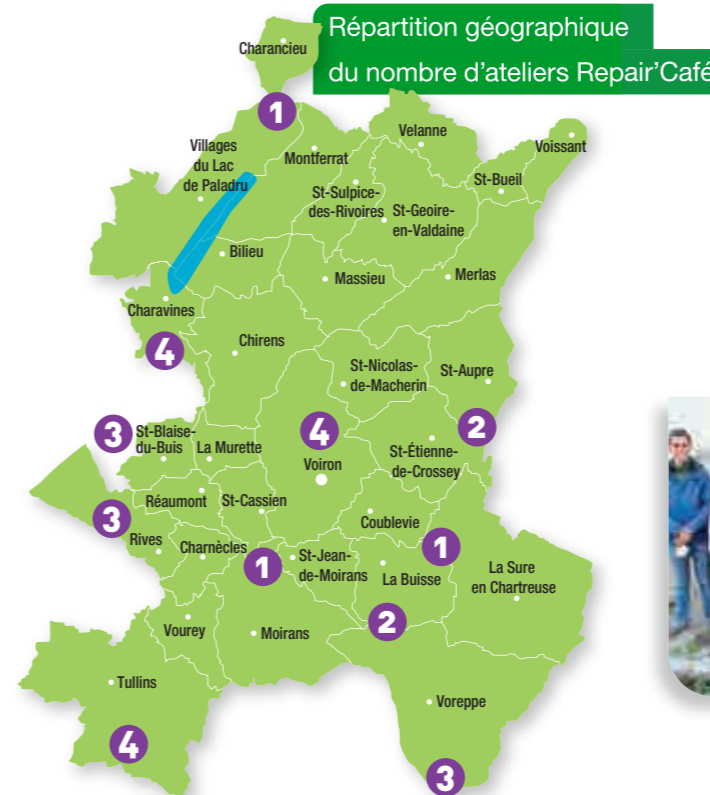 Répartition géographique
du nombre d'ateliers Repair'Café
Charancieu
1
Villages
du Lac
de Paladru
Montferrat
Velanne
Voissant
St-Bueil
St-Sulpice-
des-Rivoires
St-Geoire-
en-Valdaine
Bilieu
Massieu
Merlas
Charavines
4
Chirens
St-Nicolas-
de-Macherin
St-Aupre
2
3
St-Blaise-
du-Buis
La Murette
4
Voiron
St-Étienne-
de-Crossey
Réaumont
St-Cassien
3
Rives
Charnècles
1
St-Jean-
de-Moirans
Coublevie
1
La Buisse
La Sure
en Chartreuse
2
Vourey
Moirans
Tullins
4
Voreppe
3